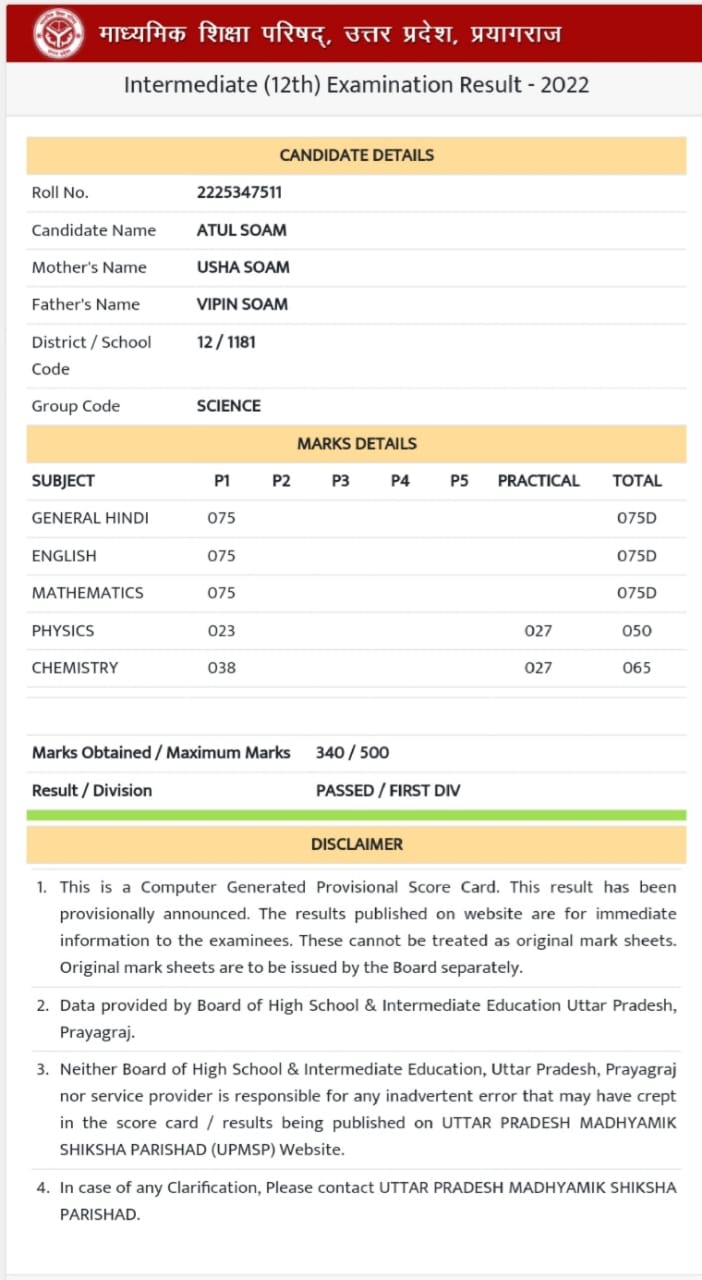 माध्यमिक शिक्षा परिषद्, उत्तर प्रदेश, प्रयागराज
Intermediate (12th) Examination Result - 2022
CANDIDATE DETAILS
Roll No. 2225347511
Candidate Name ATUL SOAM
Mother's Name USHA SOAM
Father's Name VIPIN SOAM
District / School 12 / 1181
Code
Group Code SCIENCE
MARKS DETAILS
SUBJECT P1 P2 P3 P4 P5 PRACTICAL TOTAL
GENERAL HINDI 075 075D
ENGLISH 075 075D
MATHEMATICS 075 075D
PHYSICS 023 027 050
CHEMISTRY 038 027 065
Marks Obtained / Maximum Marks 340 / 500
Result / Division PASSED / FIRST DIV
DISCLAIMER
1. This is a Computer Generated Provisional Score Card. This result has been
provisionally announced. The results published on website are for immediate
information to the examinees. These cannot be treated as original mark sheets.
Original mark sheets are to be issued by the Board separately.
2. Data provided by Board of High School & Intermediate Education Uttar Pradesh,
Prayagraj.
3. Neither Board of High School & Intermediate Education, Uttar Pradesh, Prayagraj
nor service provider is responsible for any inadvertent error that may have crept
in the score card / results being published on UTTAR PRADESH MADHYAMIK
SHIKSHA PARISHAD (UPMSP) Website.
4. In case of any Clarification, Please contact UTTAR PRADESH MADHYAMIK SHIKSHA
PARISHAD.